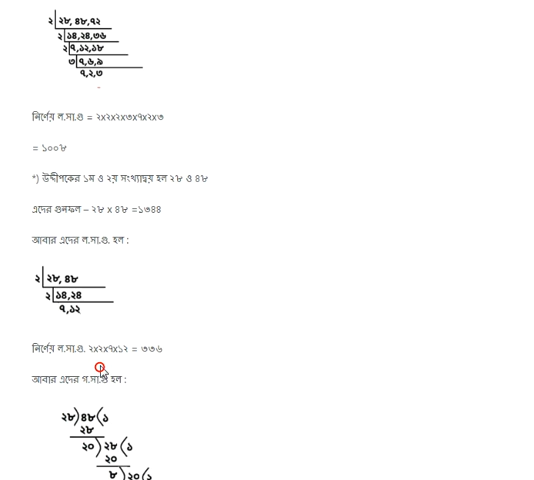 ২ ২৮, ৪৮,৭২
২ ১৪,২৪,৩৬
২ ৭,১২,১৮
৩ ৭,৬,৯
৭,২,৩
নির্ণেয় ল.সা.গু = ২x২x২x৩x৭x২x৩
= ১০০৮
*) উদ্দীপকের ১ম ও ২য় সংখ্যাদ্বয় হল ২৮ ও ৪৮
এদের গুনফল – ২৮ x ৪৮ =১৩৪৪
আবার এদের ল.সা.গু. হল :
২ ২৮, ৪৮
২ ১৪,২৪
৭,১২
নির্ণেয় ল.সা.গু. ২x২x৭x১২ = ৩৩৬
আবার এদের গ.সা.গু হল :
২৮) ৪৮ (১
২৮
২০) ২৮ (১
২০
৮) ২০ (১